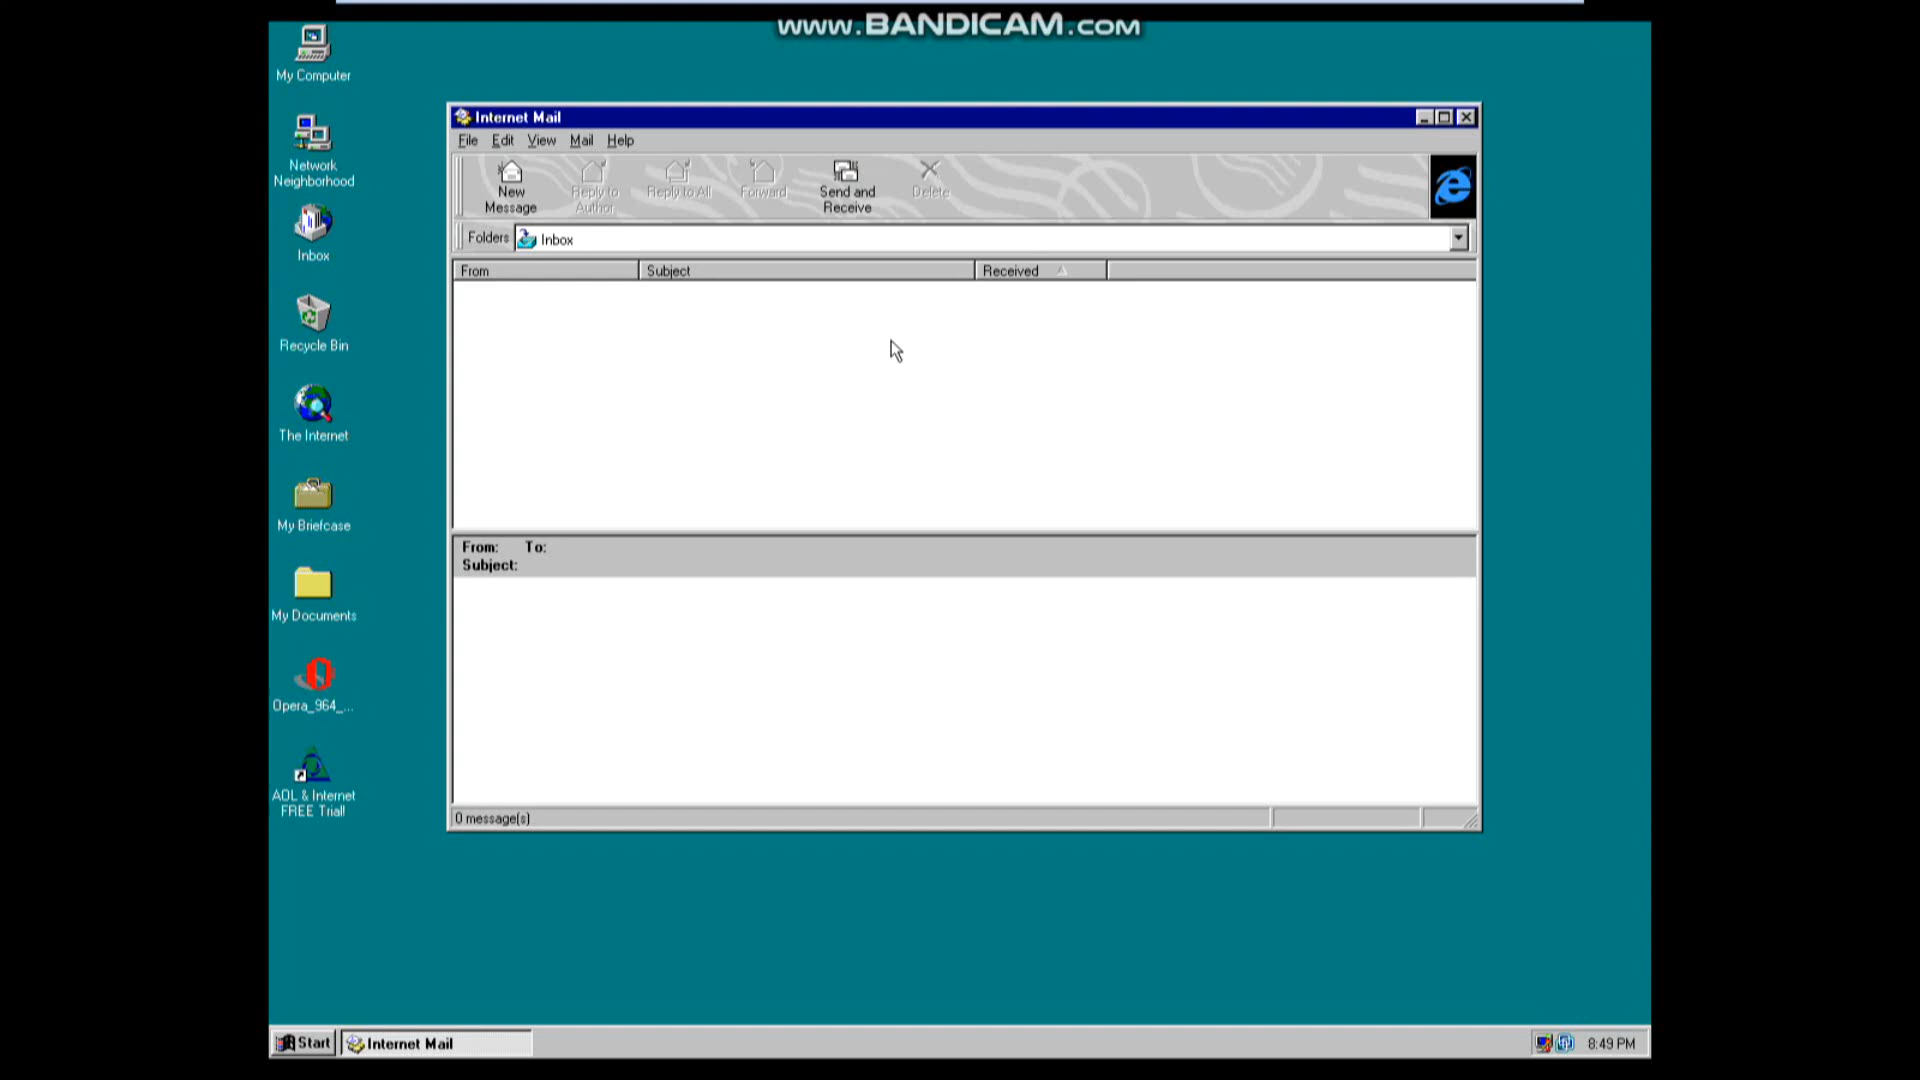 www.BANDICAM.COM
My Computer
Network
Neighborhood
Inbox
Recycle Bin
The Internet
My Briefcase
My Documents
Opera_964_...
AOL & Internet
FREE Trial!
Internet Mail
File Edit View Mail Help
New
Message
Reply to
Author
Reply to All
Forward
Send and
Receive
Delete
Folders Inbox
From Subject Received
From: To:
Subject:
0 message(s)
Start Internet Mail 8:49 PM